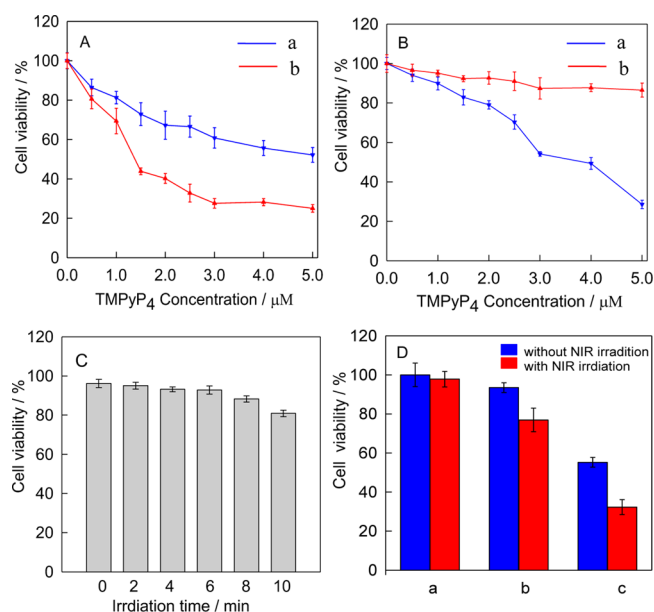 A
a
b
120
100
80
60
40
20
0
Cell viability / %
0.0 1.0 2.0 3.0 4.0 5.0
TMPyP4 Concentration / μM
B
a
b
120
100
80
60
40
20
0
Cell viability / %
0.0 1.0 2.0 3.0 4.0 5.0
TMPyP4 Concentration / μM
C
120
100
80
60
40
20
0
Cell viability / %
0 2 4 6 8 10
Irrdiation time / min
D
without NIR irradition
with NIR irrdiation
120
100
80
60
40
20
0
Cell viability / %
a b c